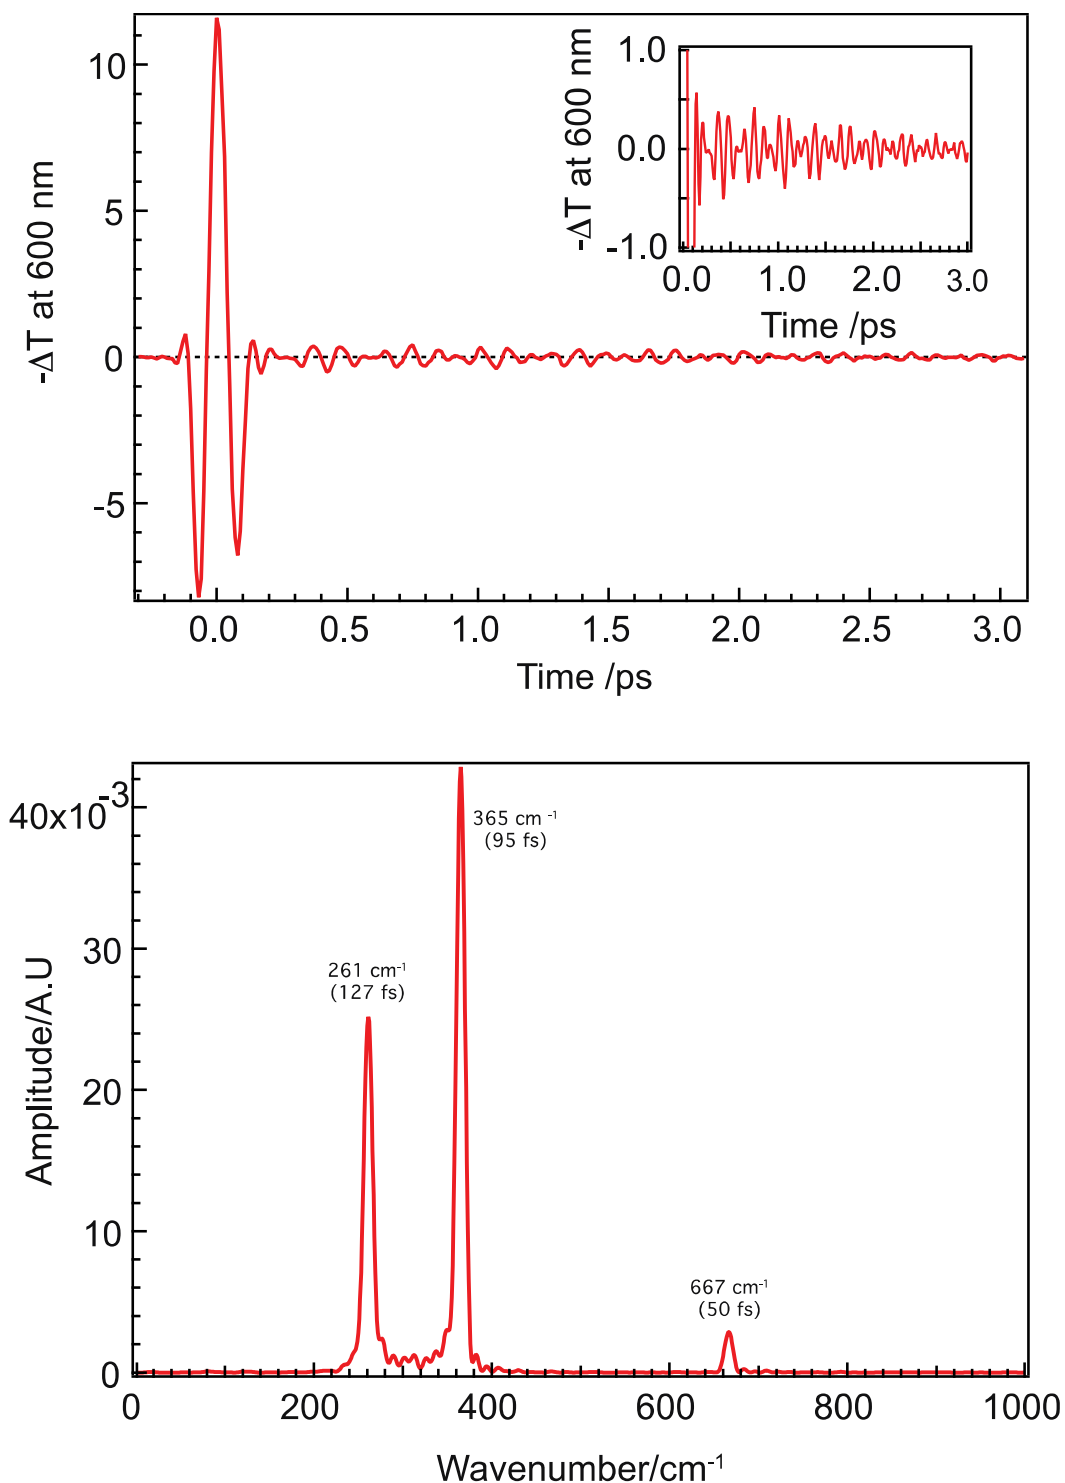 -ΔT at 600 nm
10
5
0
-5
0.0 0.5 1.0 1.5 2.0 2.5 3.0
Time /ps
-ΔT at 600 nm
1.0
0.0
-1.0
0.0 1.0 2.0 3.0
Time /ps
Amplitude/A.U
40x10-3
30
20
10
0
365 cm -1
(95 fs)
261 cm-1
(127 fs)
667 cm-1
(50 fs)
0 200 400 600 800 1000
Wavenumber/cm-1